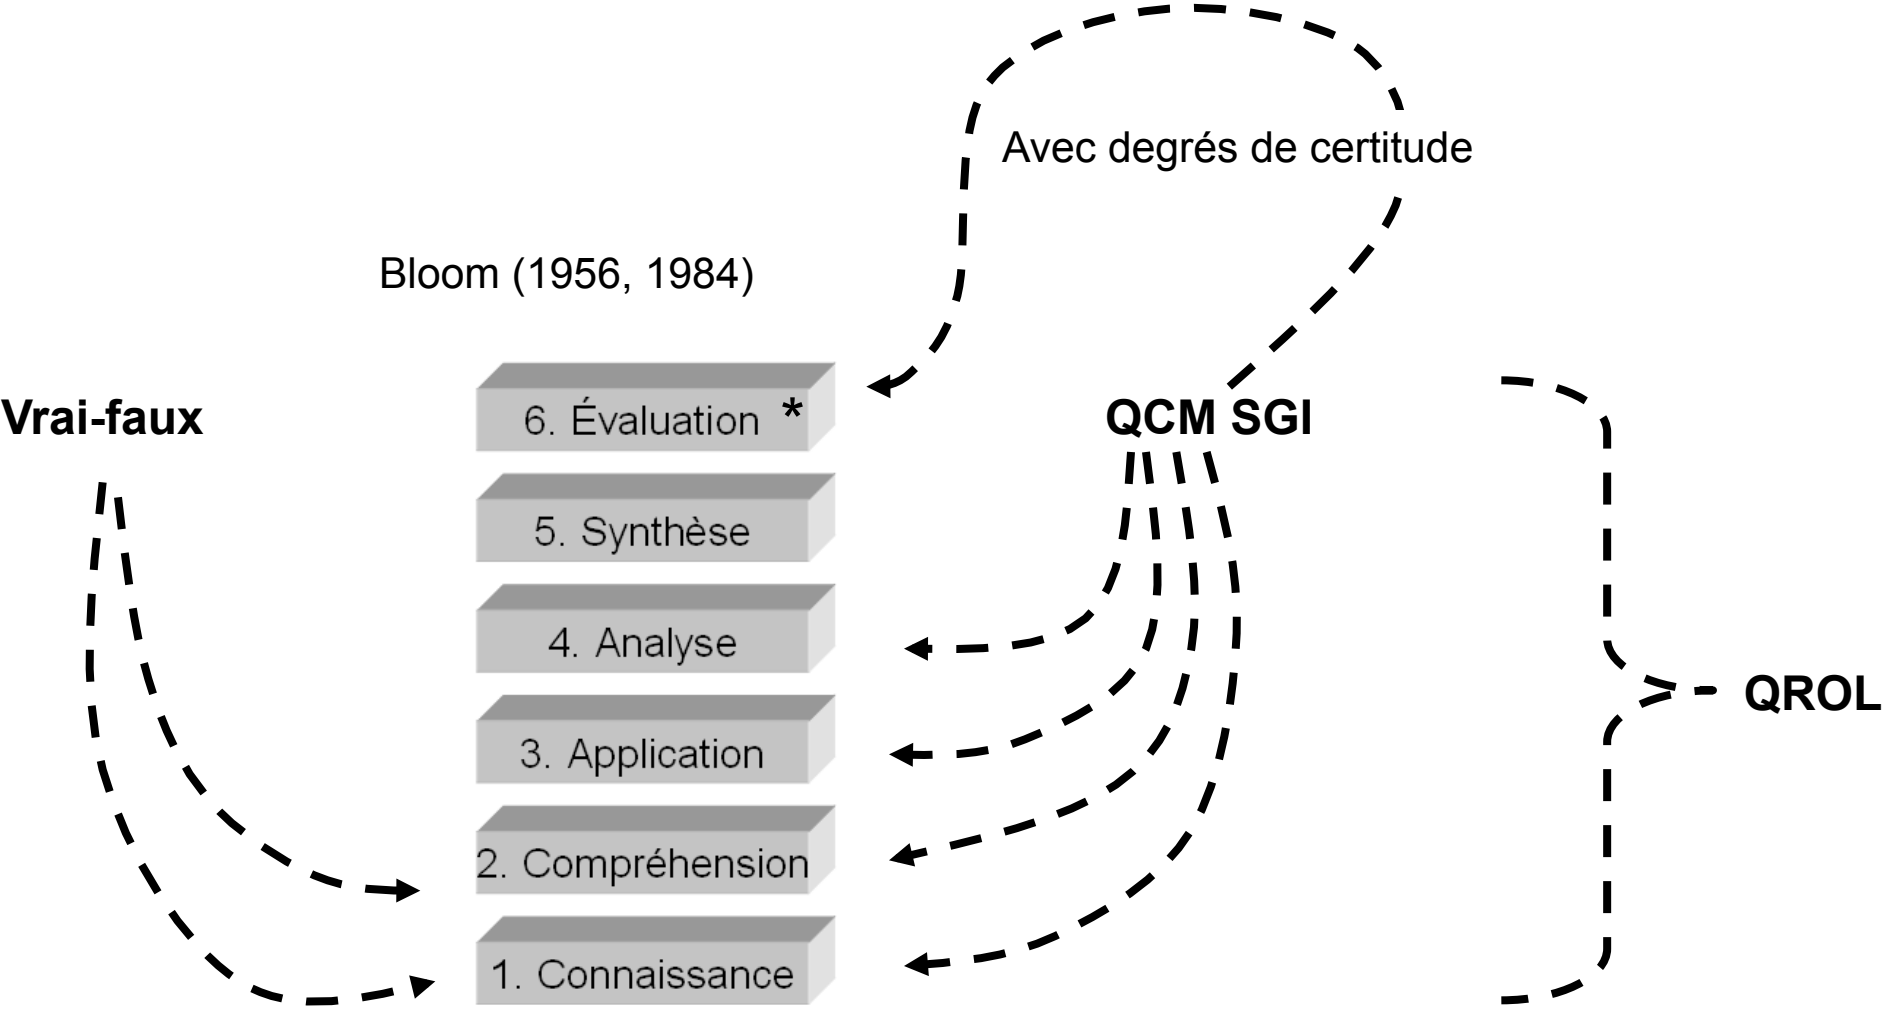 Avec degrés de certitude
Bloom (1956, 1984)
Vrai-faux
6. Évaluation *
QCM SGI
5. Synthèse
4. Analyse
QROL
3. Application
2. Compréhension
1. Connaissance